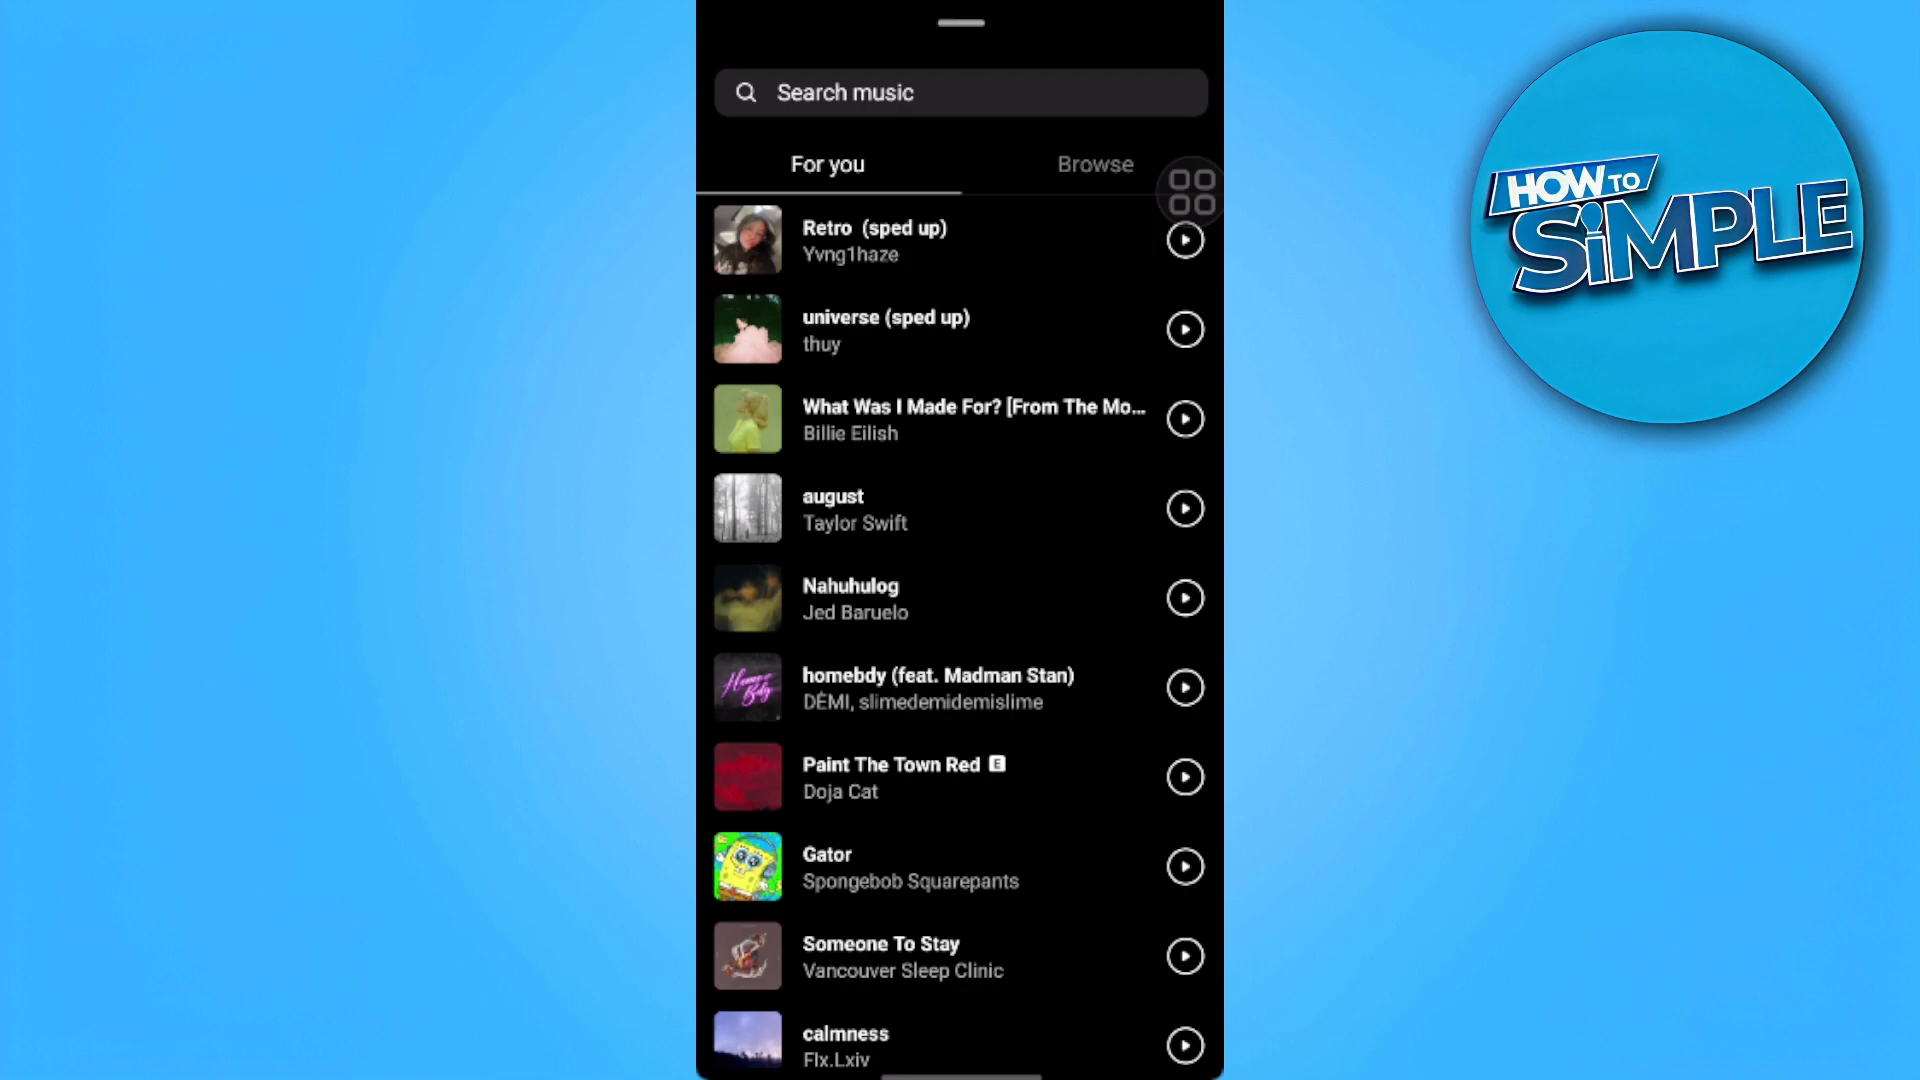 Search music
For you
Browse
Retro (sped up)
Yvng1haze
universe (sped up)
thuy
What Was I Made For? [From The Mo...
Billie Eilish
august
Taylor Swift
Nahuhulog
Jed Baruelo
homebdy (feat. Madman Stan)
DÉMI, slimedemidemislime
Paint The Town Red E
Doja Cat
Gator
Spongebob Squarepants
Someone To Stay
Vancouver Sleep Clinic
calmness
Flx.Lxiv
HOW TO
SiMPLE